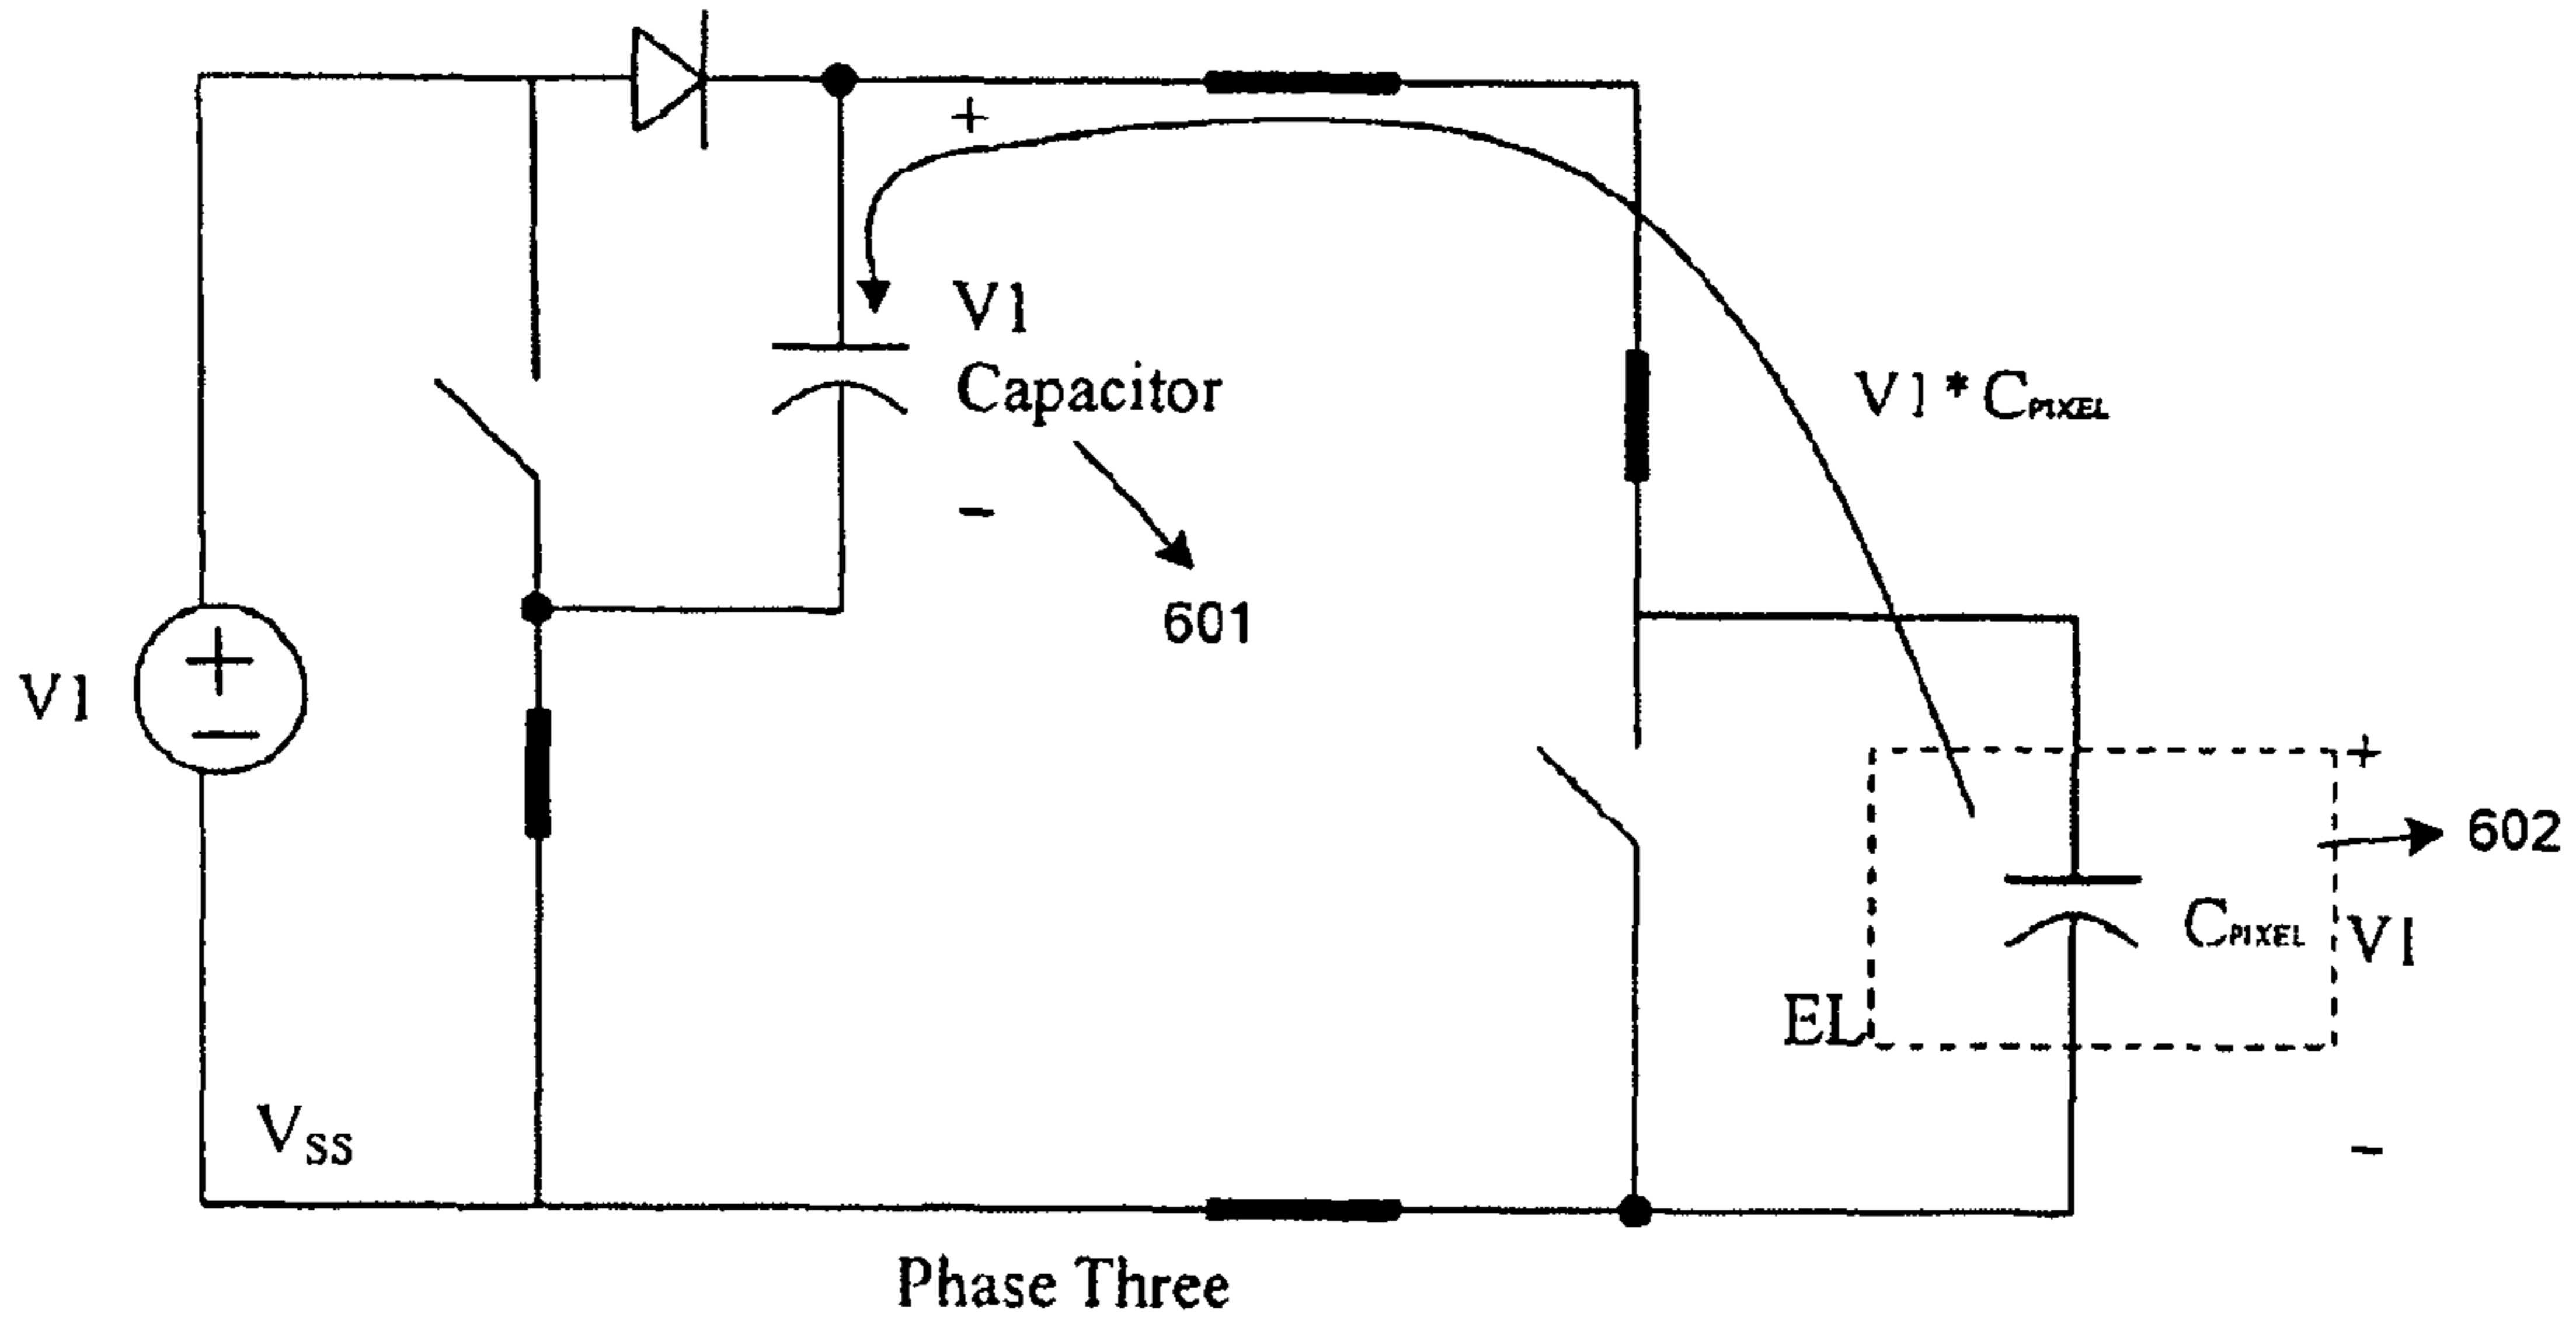 +
V1
Capacitor
V1 * CPIXEL
−
601
+
−
V1
+
602
CPIXEL
V1
EL
VSS
−
Phase Three